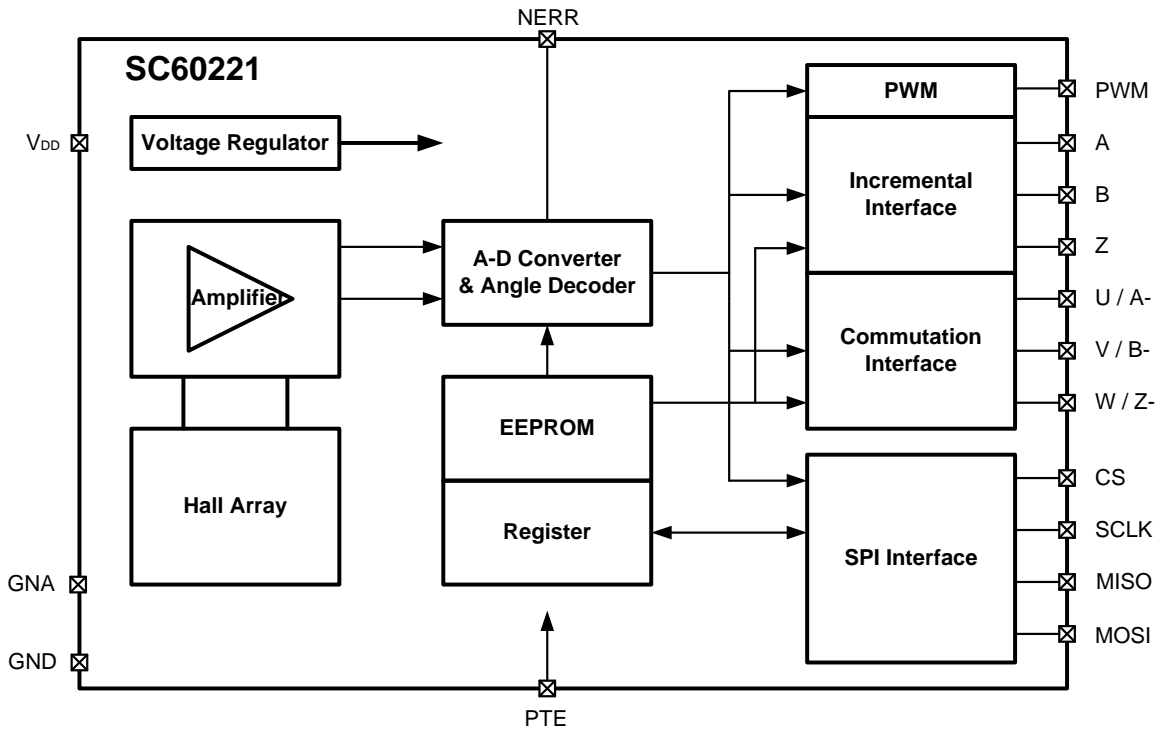 NERR
SC60221
PWM
PWM
VDD
Voltage Regulator
A
Incremental
Interface
B
Z
A-D Converter
& Angle Decoder
Amplifier
U / A-
Commutation
Interface
V / B-
W / Z-
EEPROM
Hall Array
CS
Register
SCLK
SPI Interface
GNA
MISO
MOSI
GND
PTE